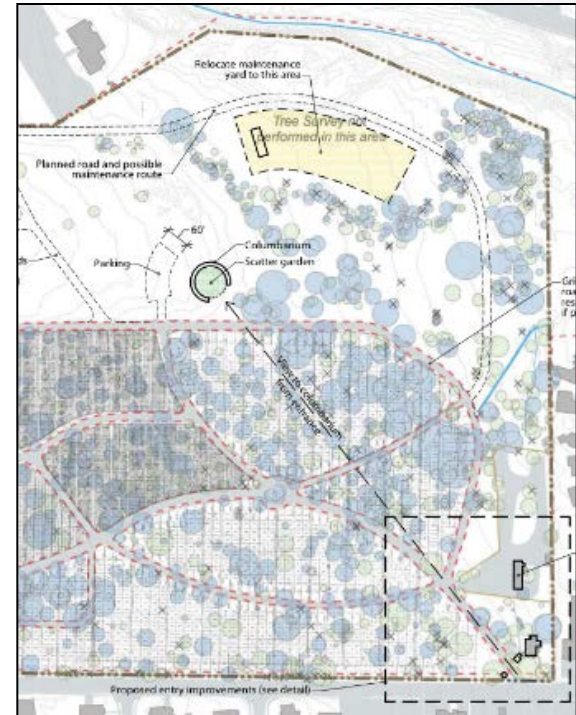 Relocate maintenance
yard to this area
Tree Survey not
performed in this area
Planned road and possible
maintenance route
60'
Columbarium
Scatter garden
Parking
View to columbarium
from entrance
Proposed entry improvements (see detail)